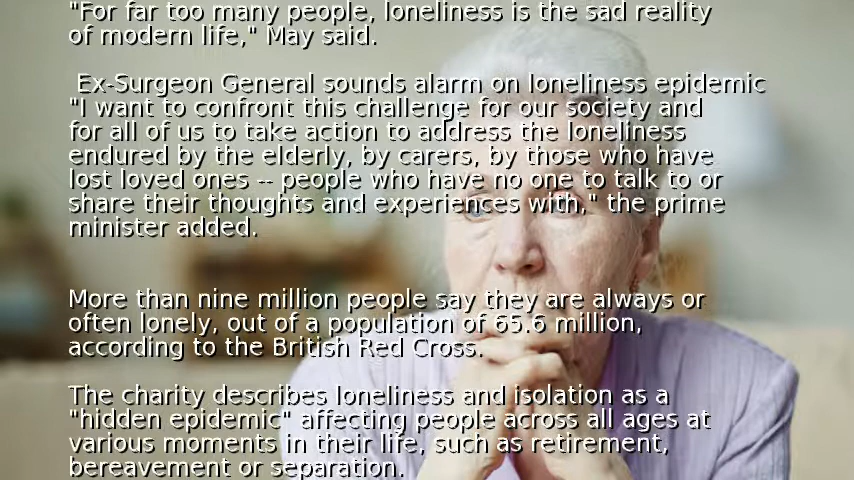 "For far too many people, loneliness is the sad reality
of modern life," May said.
Ex-Surgeon General sounds alarm on loneliness epidemic
"I want to confront this challenge for our society and
for all of us to take action to address the loneliness
endured by the elderly, by carers, by those who have
lost loved ones -- people who have no one to talk to or
share their thoughts and experiences with," the prime
minister added.
More than nine million people say they are always or
often lonely, out of a population of 65.6 million,
according to the British Red Cross.
The charity describes loneliness and isolation as a
"hidden epidemic" affecting people across all ages at
various moments in their life, such as retirement,
bereavement or separation.